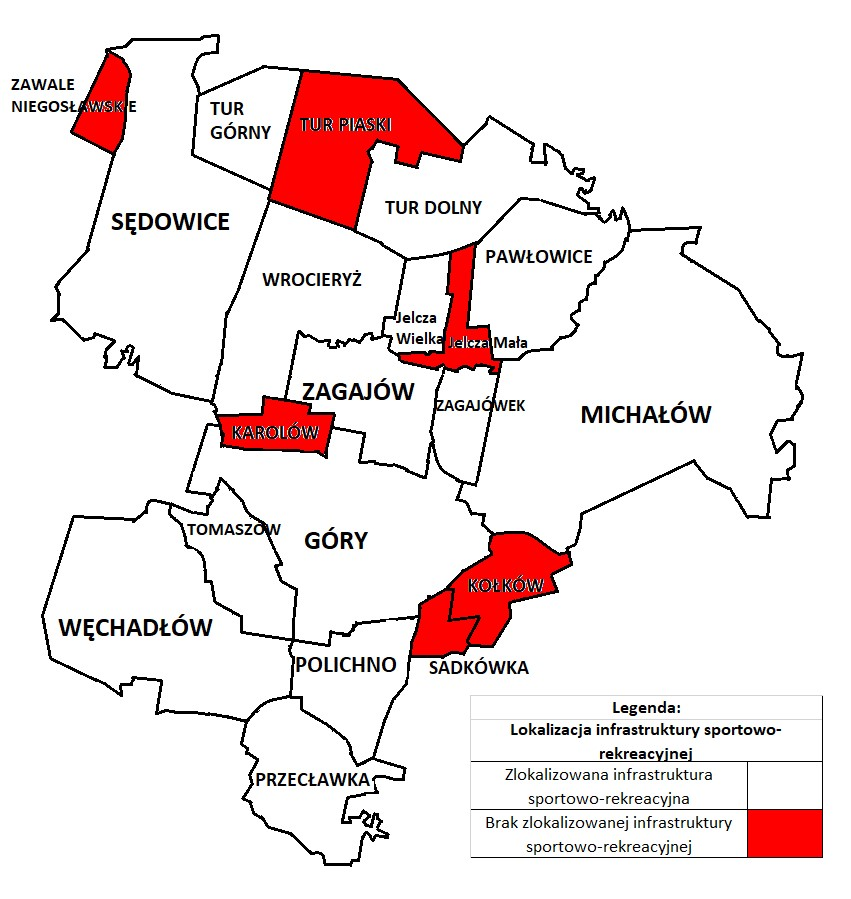 ZAWALE
NIEGOSŁAWSKIE
TUR
GÓRNY
TUR PIASKI
TUR DOLNY
SĘDOWICE
PAWŁOWICE
WROCIERYŻ
Jelcza
Wielka
Jelcza Mała
ZAGAJÓW
ZAGAJÓWEK
MICHAŁÓW
KAROLÓW
TOMASZÓW
GÓRY
KOŁKÓW
WĘCHADŁÓW
POLICHNO
SADKÓWKA
PRZECŁAWKA
Legenda:
Lokalizacja infrastruktury sportowo-
rekreacyjnej
Zlokalizowana infrastruktura
sportowo-rekreacyjna
Brak zlokalizowanej infrastruktury
sportowo-rekreacyjnej